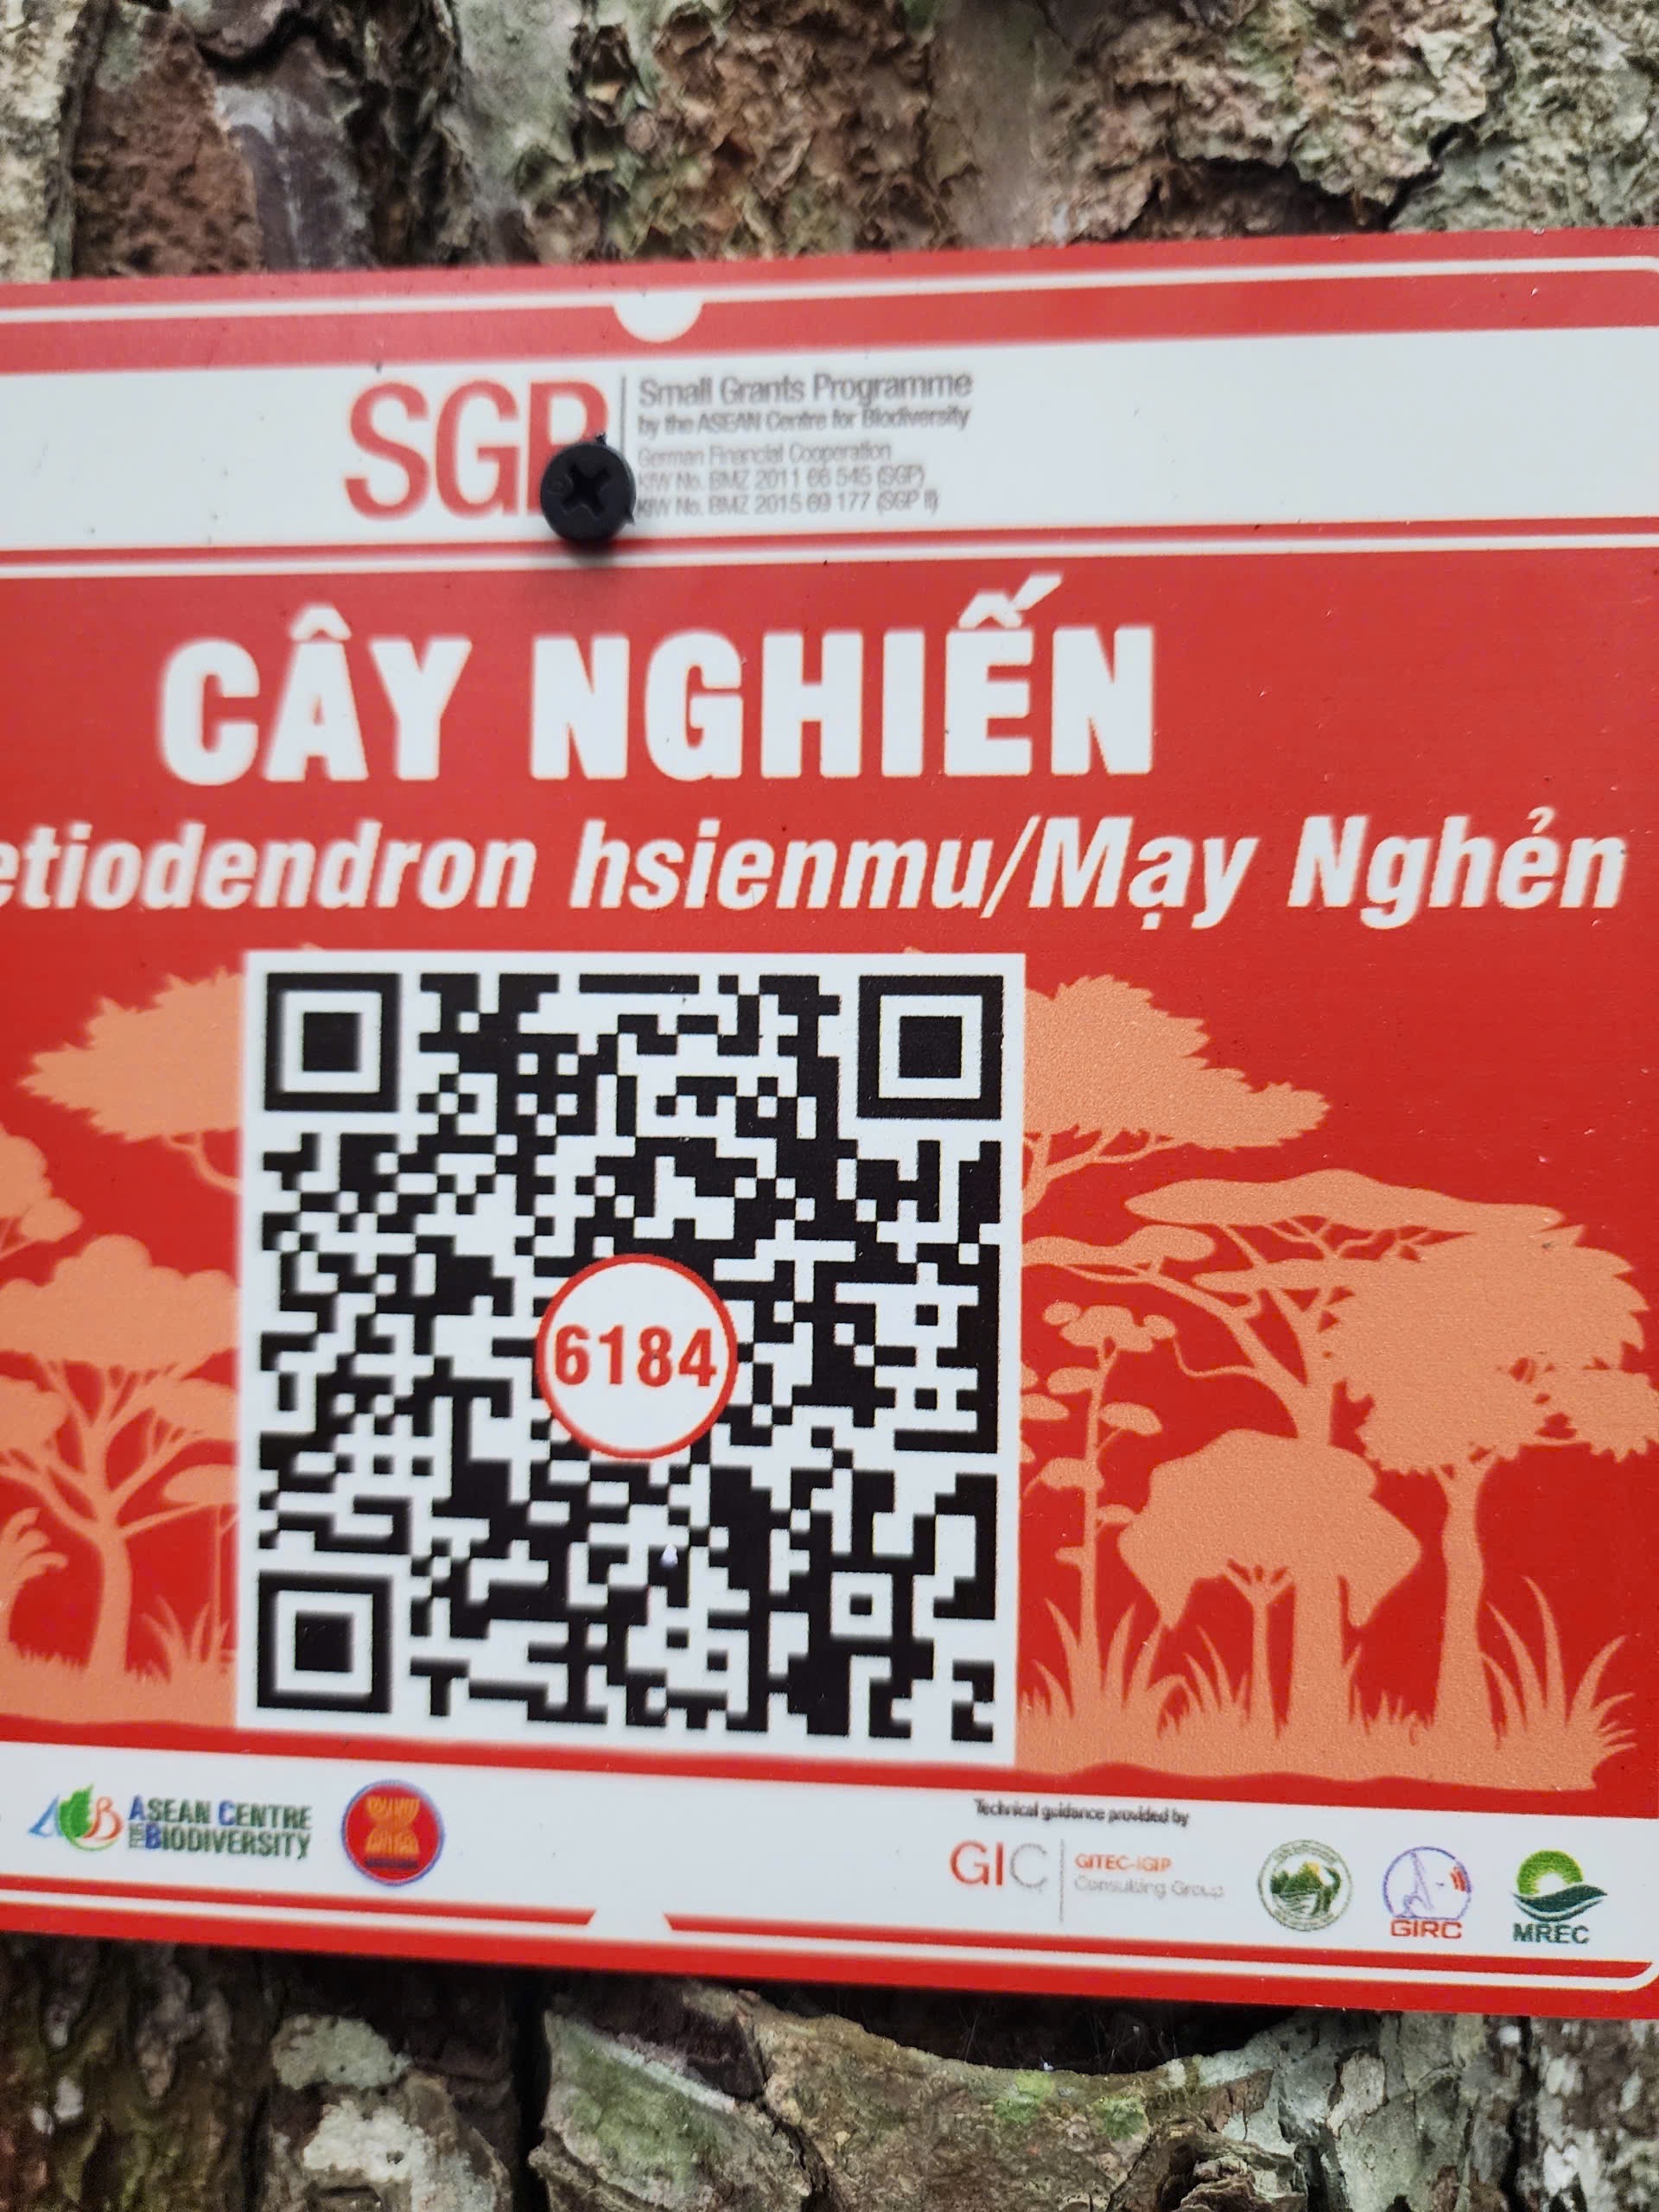 SGP
Small Grants Programme
by the ASEAN Centre for Biodiversity
German Financial Cooperation
KfW No. BMZ 2011 66 545 (SGP)
KfW No. BMZ 2015 69 177 (SGP II)
CÂY NGHIẾN
etiodendron hsienmu/Mạy Nghẻn
6184
ACB
ASEAN CENTRE
FOR BIODIVERSITY
Technical guidance provided by
GIC
GITEC-IGIP
Consulting Group
GIRC
MREC